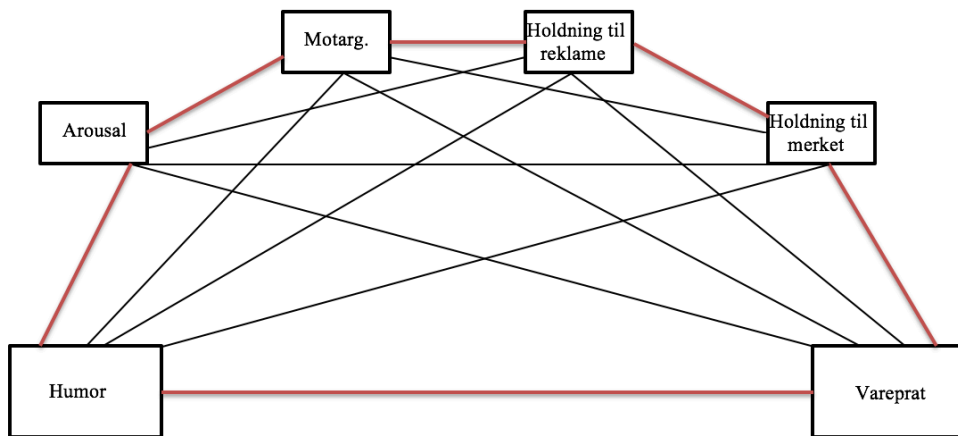 Motarg.
Holdning til
reklame
Arousal
Holdning til
merket
Humor
Vareprat